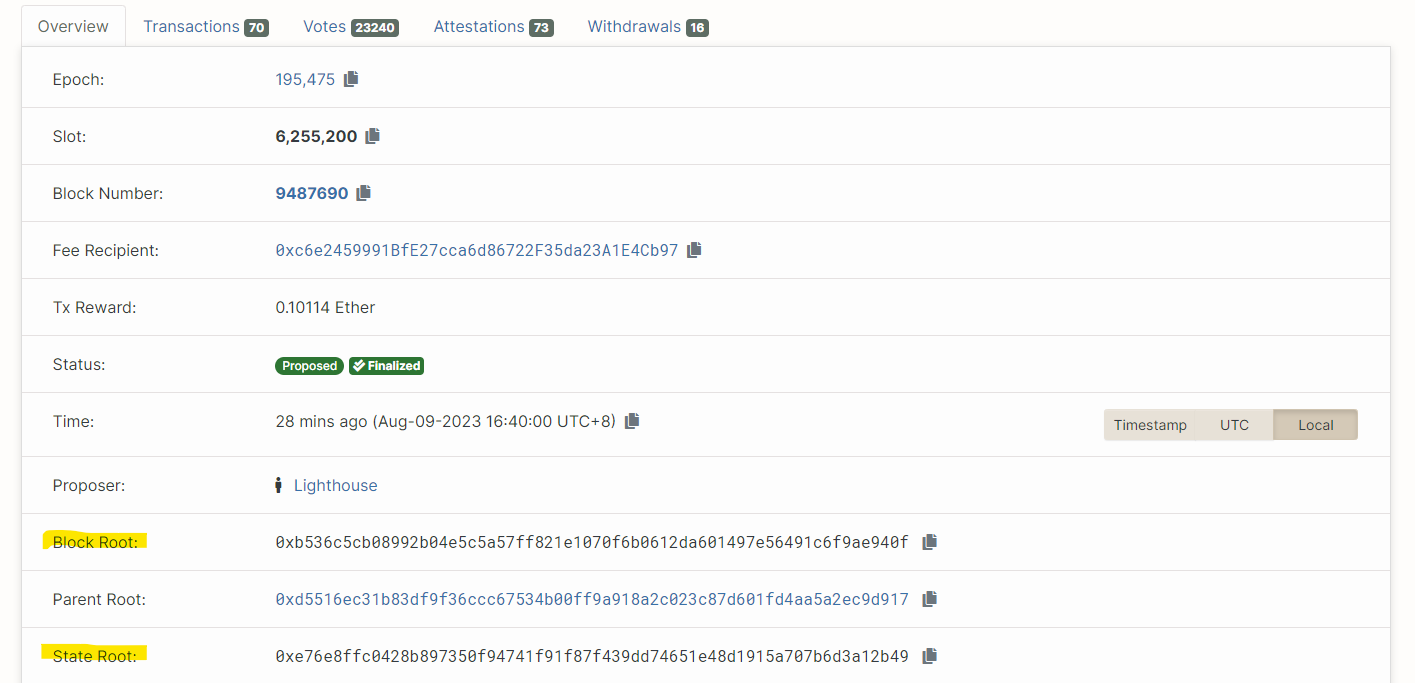 Overview Transactions 70 Votes 23240 Attestations 73 Withdrawals 16
Epoch: 195,475
Slot: 6,255,200
Block Number: 9487690
Fee Recipient: 0xc6e2459991BfE27cca6d86722F35da23A1E4Cb97
Tx Reward: 0.10114 Ether
Status: Proposed Finalized
Time: 28 mins ago (Aug-09-2023 16:40:00 UTC+8) Timestamp UTC Local
Proposer: Lighthouse
Block Root: 0xb536c5cb08992b04e5c5a57ff821e1070f6b0612da601497e56491c6f9ae940f
Parent Root: 0xd5516ec31b83df9f36ccc67534b00ff9a918a2c023c87d601fd4aa5a2ec9d917
State Root: 0xe76e8ffc0428b897350f94741f91f87f439dd74651e48d1915a707b6d3a12b49